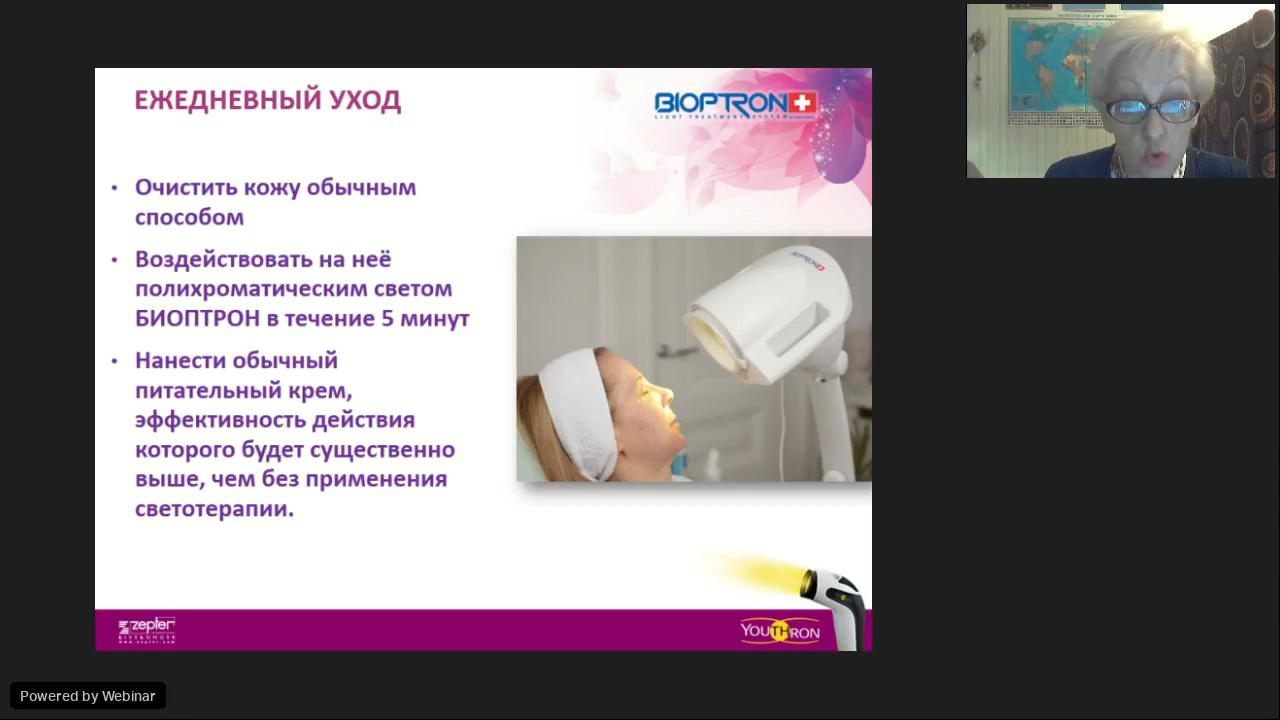 ЕЖЕДНЕВНЫЙ УХОД
BIOPTRON
LIGHT TREATMENT SYSTEM
• Очистить кожу обычным
способом
• Воздействовать на неё
полихроматическим светом
БИОПТРОН в течение 5 минут
• Нанести обычный
питательный крем,
эффективность действия
которого будет существенно
выше, чем без применения
светотерапии.
zepter
YOUTHRON
Powered by Webinar